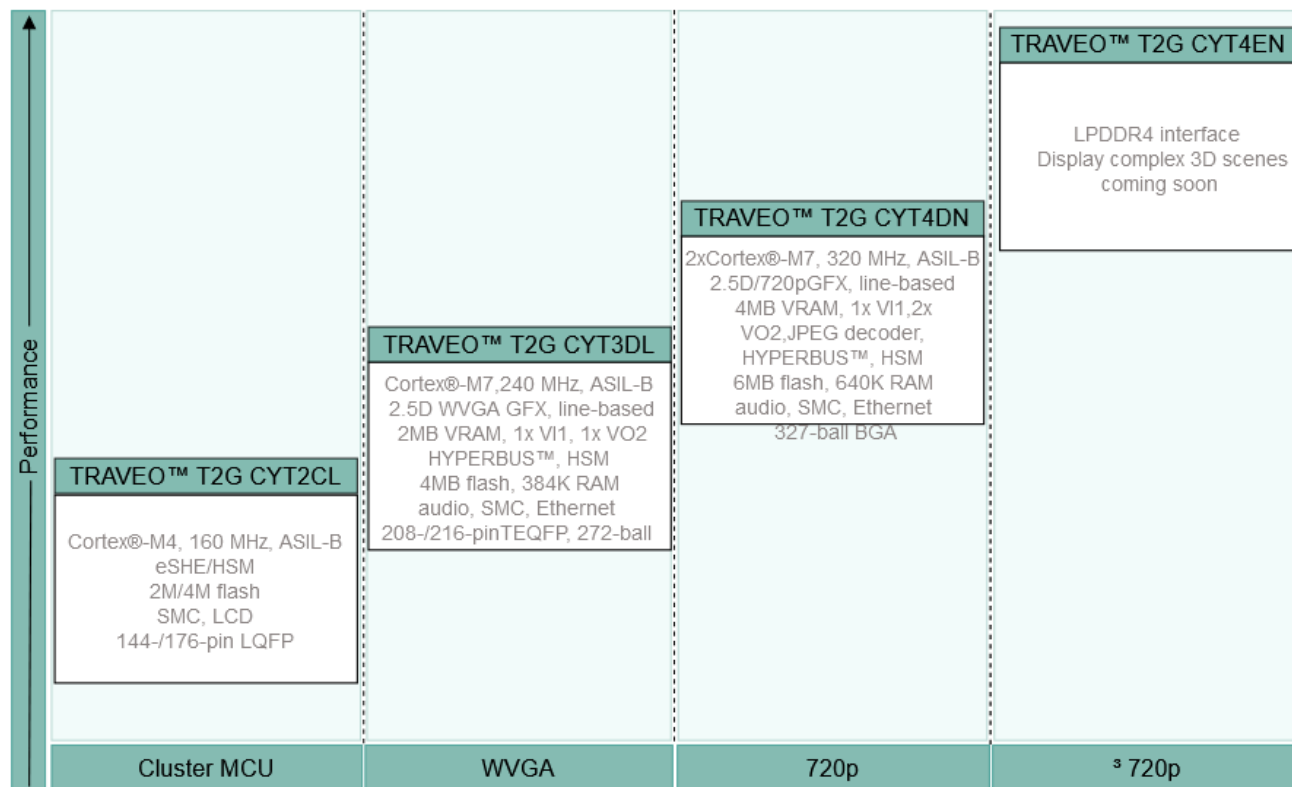 Performance
TRAVEO™ T2G CYT2CL
Cortex®-M4, 160 MHz, ASIL-B
eSHE/HSM
2M/4M flash
SMC, LCD
144-/176-pin LQFP
Cluster MCU
TRAVEO™ T2G CYT3DL
Cortex®-M7,240 MHz, ASIL-B
2.5D WVGA GFX, line-based
2MB VRAM, 1x VI1, 1x VO2
HYPERBUS™, HSM
4MB flash, 384K RAM
audio, SMC, Ethernet
208-/216-pinTEQFP, 272-ball
WVGA
TRAVEO™ T2G CYT4DN
2xCortex®-M7, 320 MHz, ASIL-B
2.5D/720pGFX, line-based
4MB VRAM, 1x VI1,2x
VO2,JPEG decoder,
HYPERBUS™, HSM
6MB flash, 640K RAM
audio, SMC, Ethernet
327-ball BGA
720p
TRAVEO™ T2G CYT4EN
LPDDR4 interface
Display complex 3D scenes
coming soon
³ 720p